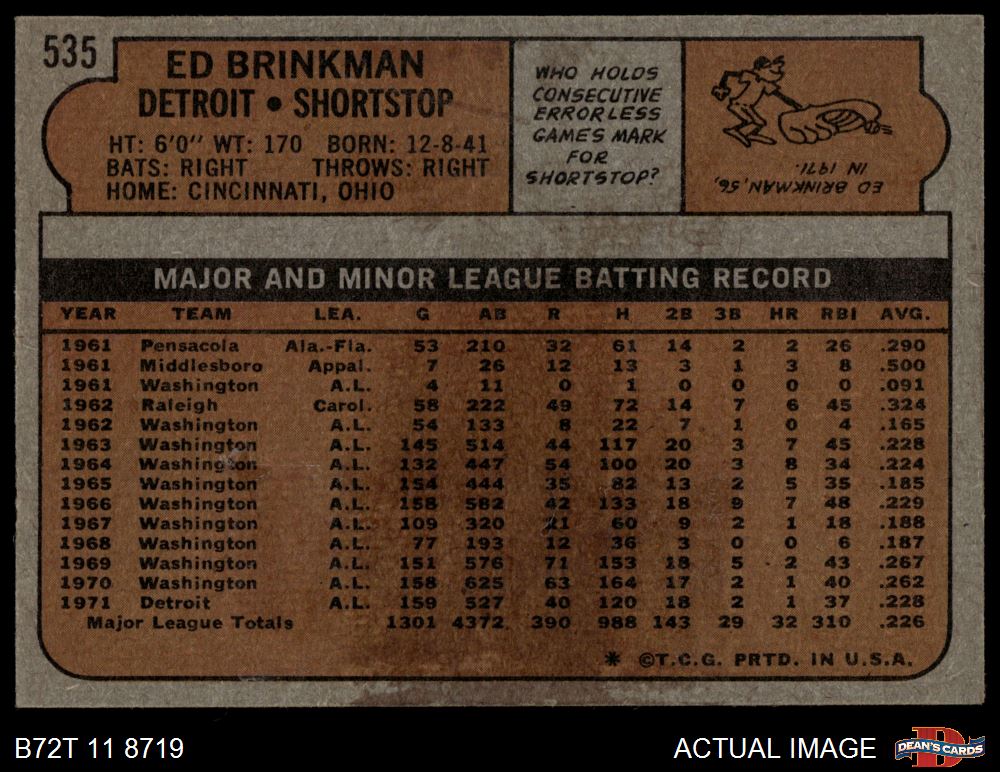 535
ED BRINKMAN
DETROIT • SHORTSTOP
HT: 6'0" WT: 170 BORN: 12-8-41
BATS: RIGHT THROWS: RIGHT
HOME: CINCINNATI, OHIO
WHO HOLDS
CONSECUTIVE
ERRORLESS
GAMES MARK
FOR
SHORTSTOP?
ED BRINKMAN, 56,
IN 1971.
MAJOR AND MINOR LEAGUE BATTING RECORD
YEAR TEAM LEA. G AB R H 2B 3B HR RBI AVG.
1961 Pensacola Ala.-Fla. 53 210 32 61 14 2 2 26 .290
1961 Middlesboro Appal. 7 26 12 13 3 1 3 8 .500
1961 Washington A.L. 4 11 0 1 0 0 0 0 .091
1962 Raleigh Carol. 58 222 49 72 14 7 6 45 .324
1962 Washington A.L. 54 133 8 22 7 1 0 4 .165
1963 Washington A.L. 145 514 44 117 20 3 7 45 .228
1964 Washington A.L. 132 447 54 100 20 3 8 34 .224
1965 Washington A.L. 154 444 35 82 13 2 5 35 .185
1966 Washington A.L. 158 582 42 133 18 9 7 48 .229
1967 Washington A.L. 109 320 21 60 9 2 1 18 .188
1968 Washington A.L. 77 193 12 36 3 0 0 6 .187
1969 Washington A.L. 151 576 71 153 18 5 2 43 .267
1970 Washington A.L. 158 625 63 164 17 2 1 40 .262
1971 Detroit A.L. 159 527 40 120 18 2 1 37 .228
Major League Totals 1301 4372 390 988 143 29 32 310 .226
* ©T.C.G. PRTD. IN U.S.A.
B72T 11 8719
ACTUAL IMAGE
DEAN'S CARDS